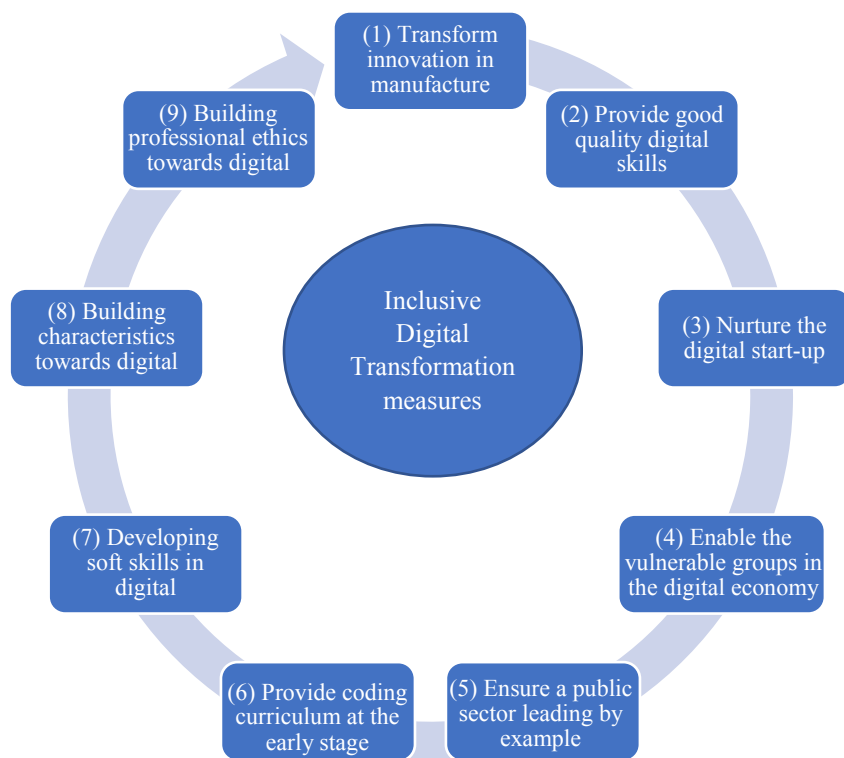 (1) Transform
innovation in
manufacture
(2) Provide good
quality digital
skills
(3) Nurture the
digital start-up
(4) Enable the
vulnerable groups in
the digital economy
(5) Ensure a public
sector leading by
example
(6) Provide coding
curriculum at the
early stage
(7) Developing
soft skills in
digital
(8) Building
characteristics
towards digital
(9) Building
professional ethics
towards digital
Inclusive
Digital
Transformation
measures